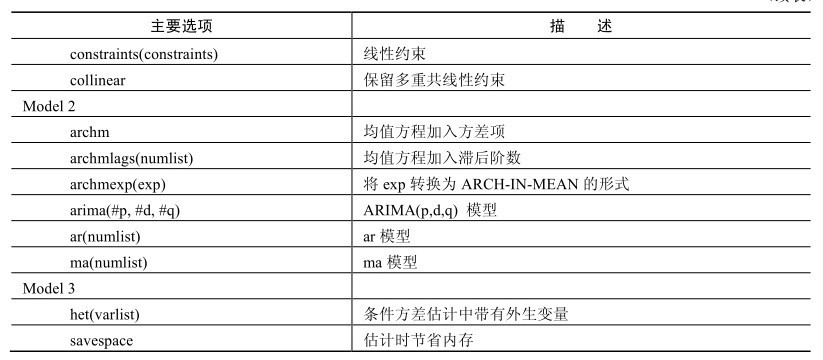 主要选项 描 述
constraints(constraints) 线性约束
collinear 保留多重共线性约束
Model 2
archm 均值方程加入方差项
archmlags(numlist) 均值方程加入滞后阶数
archmexp(exp) 将 exp 转换为 ARCH-IN-MEAN 的形式
arima(#p, #d, #q) ARIMA(p,d,q) 模型
ar(numlist) ar 模型
ma(numlist) ma 模型
Model 3
het(varlist) 条件方差估计中带有外生变量
savespace 估计时节省内存